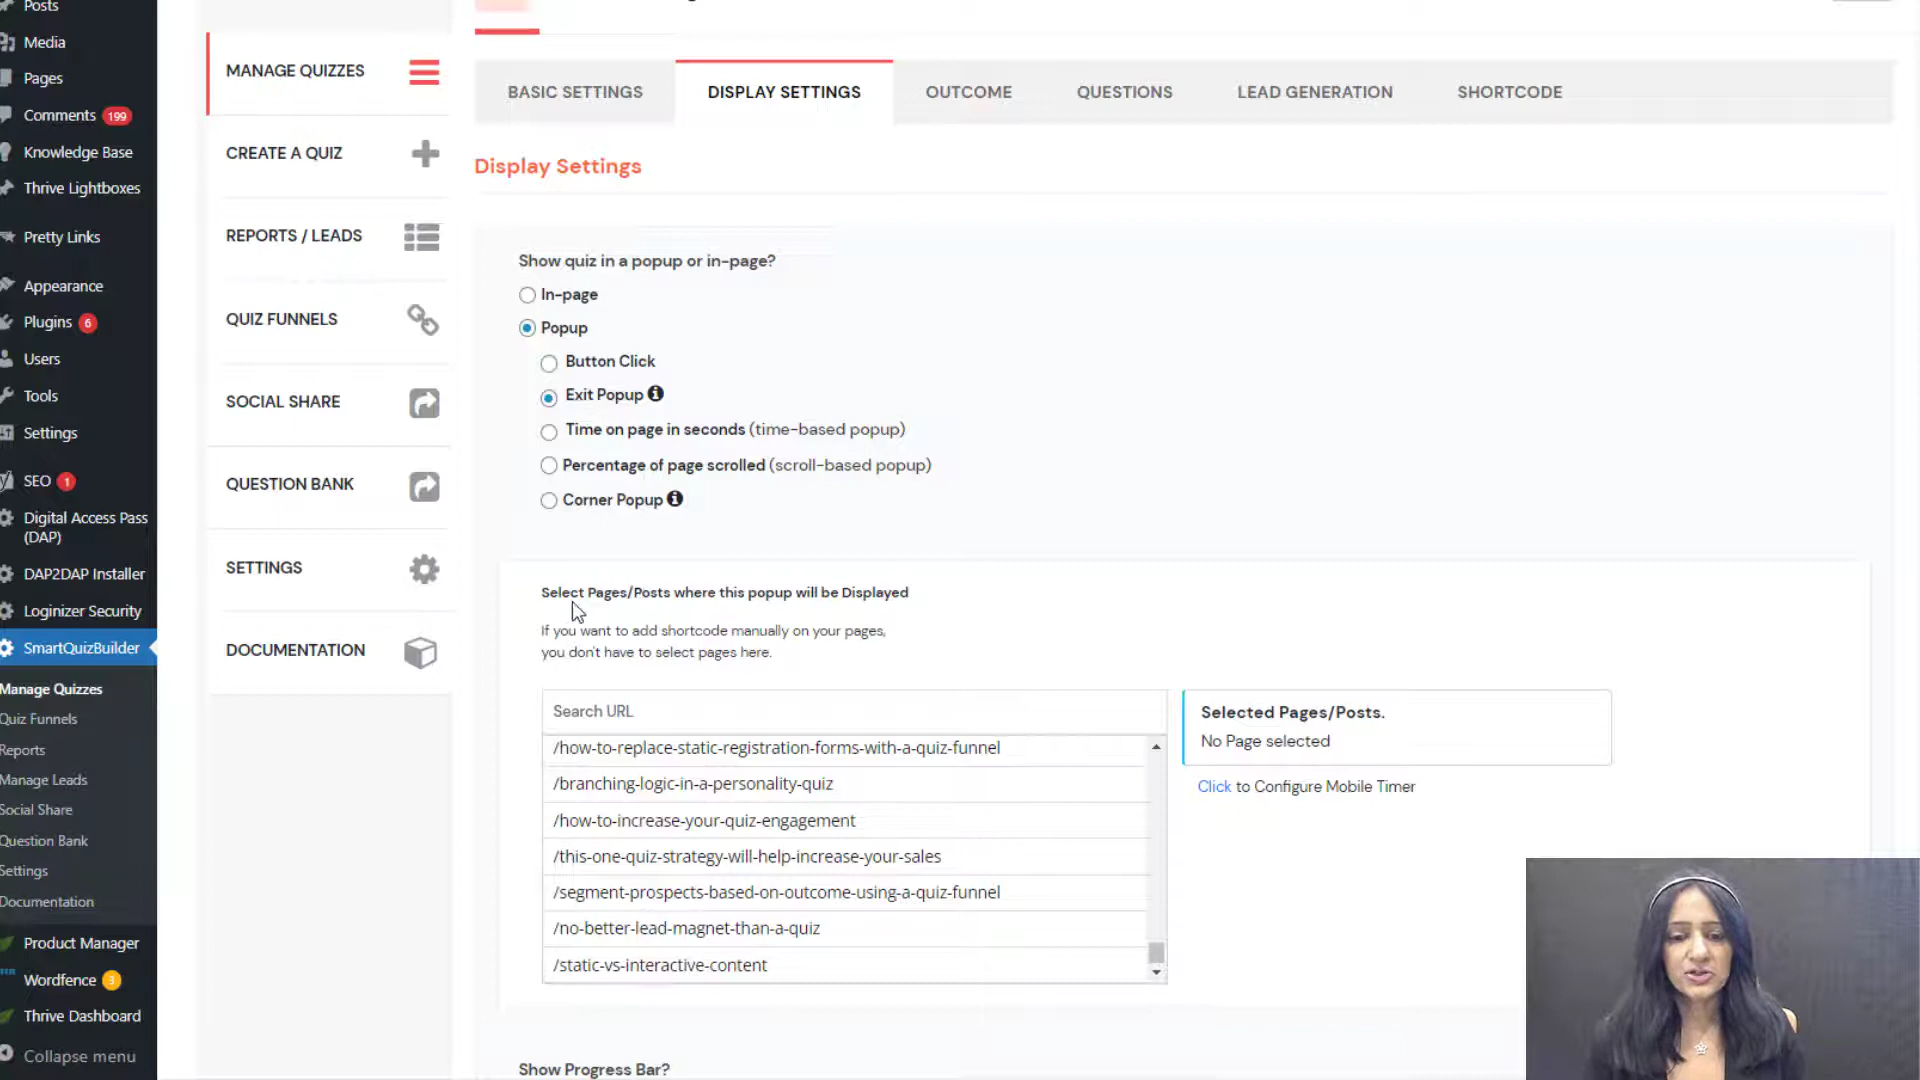 Posts
Media
Pages
Comments 199
Knowledge Base
Thrive Lightboxes
Pretty Links
Appearance
Plugins 6
Users
Tools
Settings
SEO 1
Digital Access Pass
(DAP)
DAP2DAP Installer
Loginizer Security
SmartQuizBuilder
Manage Quizzes
Quiz Funnels
Reports
Manage Leads
Social Share
Question Bank
Settings
Documentation
Product Manager
Wordfence 3
Thrive Dashboard
Collapse menu
MANAGE QUIZZES
CREATE A QUIZ
REPORTS / LEADS
QUIZ FUNNELS
SOCIAL SHARE
QUESTION BANK
SETTINGS
DOCUMENTATION
BASIC SETTINGS DISPLAY SETTINGS OUTCOME QUESTIONS LEAD GENERATION SHORTCODE
Display Settings
Show quiz in a popup or in-page?
In-page
Popup
Button Click
Exit Popup
Time on page in seconds (time-based popup)
Percentage of page scrolled (scroll-based popup)
Corner Popup
Select Pages/Posts where this popup will be Displayed
If you want to add shortcode manually on your pages,
you don't have to select pages here.
Search URL
/how-to-replace-static-registration-forms-with-a-quiz-funnel
/branching-logic-in-a-personality-quiz
/how-to-increase-your-quiz-engagement
/this-one-quiz-strategy-will-help-increase-your-sales
/segment-prospects-based-on-outcome-using-a-quiz-funnel
/no-better-lead-magnet-than-a-quiz
/static-vs-interactive-content
Selected Pages/Posts.
No Page selected
Click to Configure Mobile Timer
Show Progress Bar?